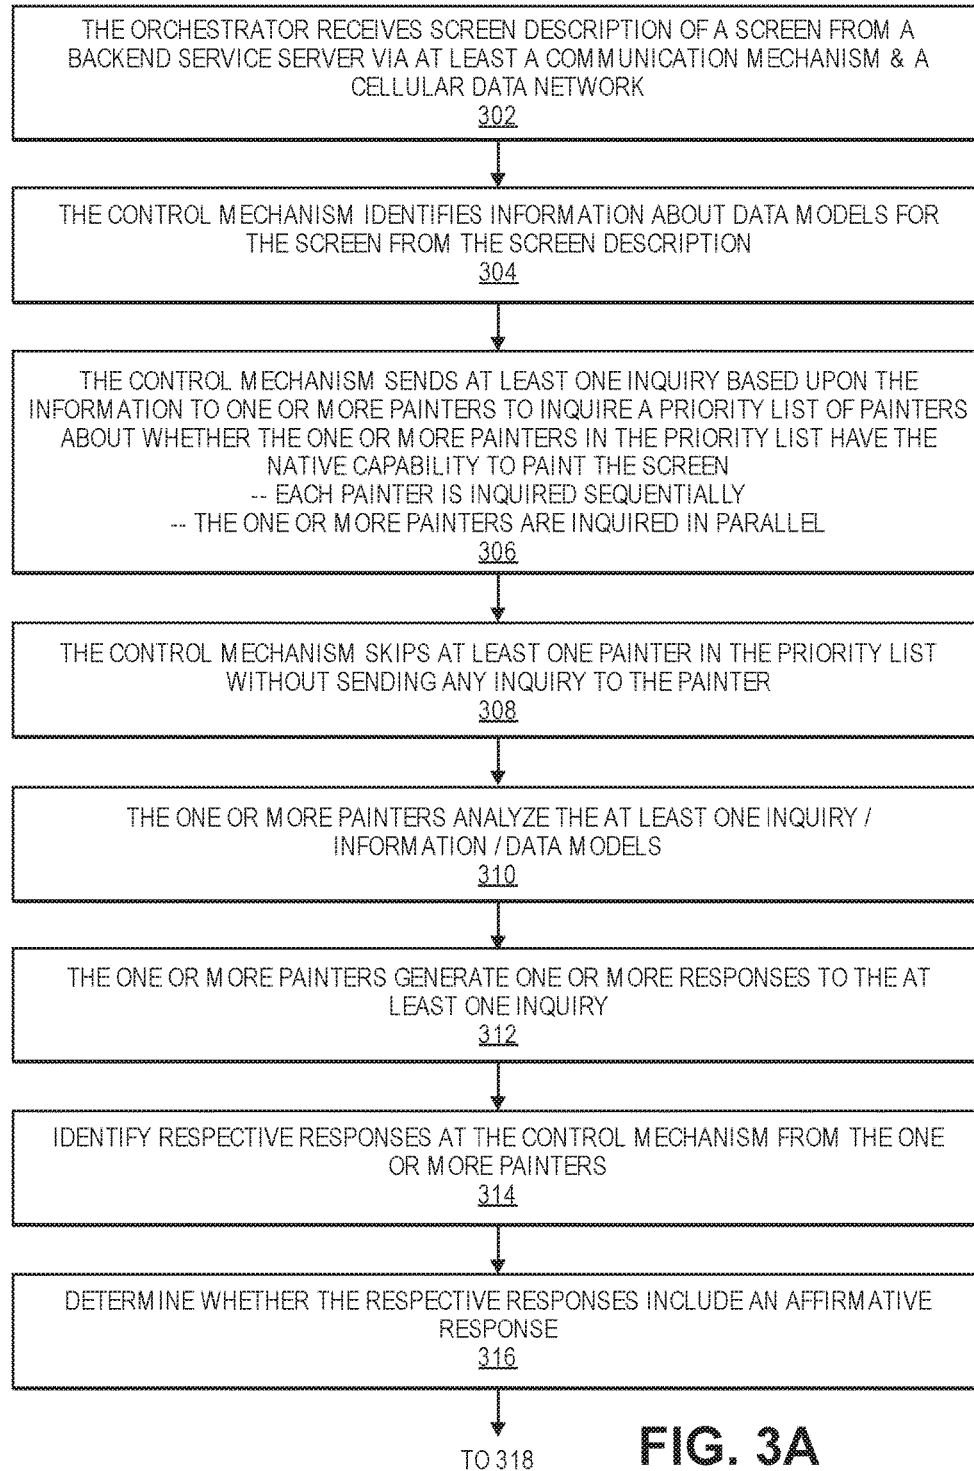 THE ORCHESTRATOR RECEIVES SCREEN DESCRIPTION OF A SCREEN FROM A
BACKEND SERVICE SERVER VIA AT LEAST A COMMUNICATION MECHANISM & A
CELLULAR DATA NETWORK
302
THE CONTROL MECHANISM IDENTIFIES INFORMATION ABOUT DATA MODELS FOR
THE SCREEN FROM THE SCREEN DESCRIPTION
304
THE CONTROL MECHANISM SENDS AT LEAST ONE INQUIRY BASED UPON THE
INFORMATION TO ONE OR MORE PAINTERS TO INQUIRE A PRIORITY LIST OF PAINTERS
ABOUT WHETHER THE ONE OR MORE PAINTERS IN THE PRIORITY LIST HAVE THE
NATIVE CAPABILITY TO PAINT THE SCREEN
-- EACH PAINTER IS INQUIRED SEQUENTIALLY
-- THE ONE OR MORE PAINTERS ARE INQUIRED IN PARALLEL
306
THE CONTROL MECHANISM SKIPS AT LEAST ONE PAINTER IN THE PRIORITY LIST
WITHOUT SENDING ANY INQUIRY TO THE PAINTER
308
THE ONE OR MORE PAINTERS ANALYZE THE AT LEAST ONE INQUIRY /
INFORMATION / DATA MODELS
310
THE ONE OR MORE PAINTERS GENERATE ONE OR MORE RESPONSES TO THE AT
LEAST ONE INQUIRY
312
IDENTIFY RESPECTIVE RESPONSES AT THE CONTROL MECHANISM FROM THE ONE
OR MORE PAINTERS
314
DETERMINE WHETHER THE RESPECTIVE RESPONSES INCLUDE AN AFFIRMATIVE
RESPONSE
316
TO 318
FIG. 3A